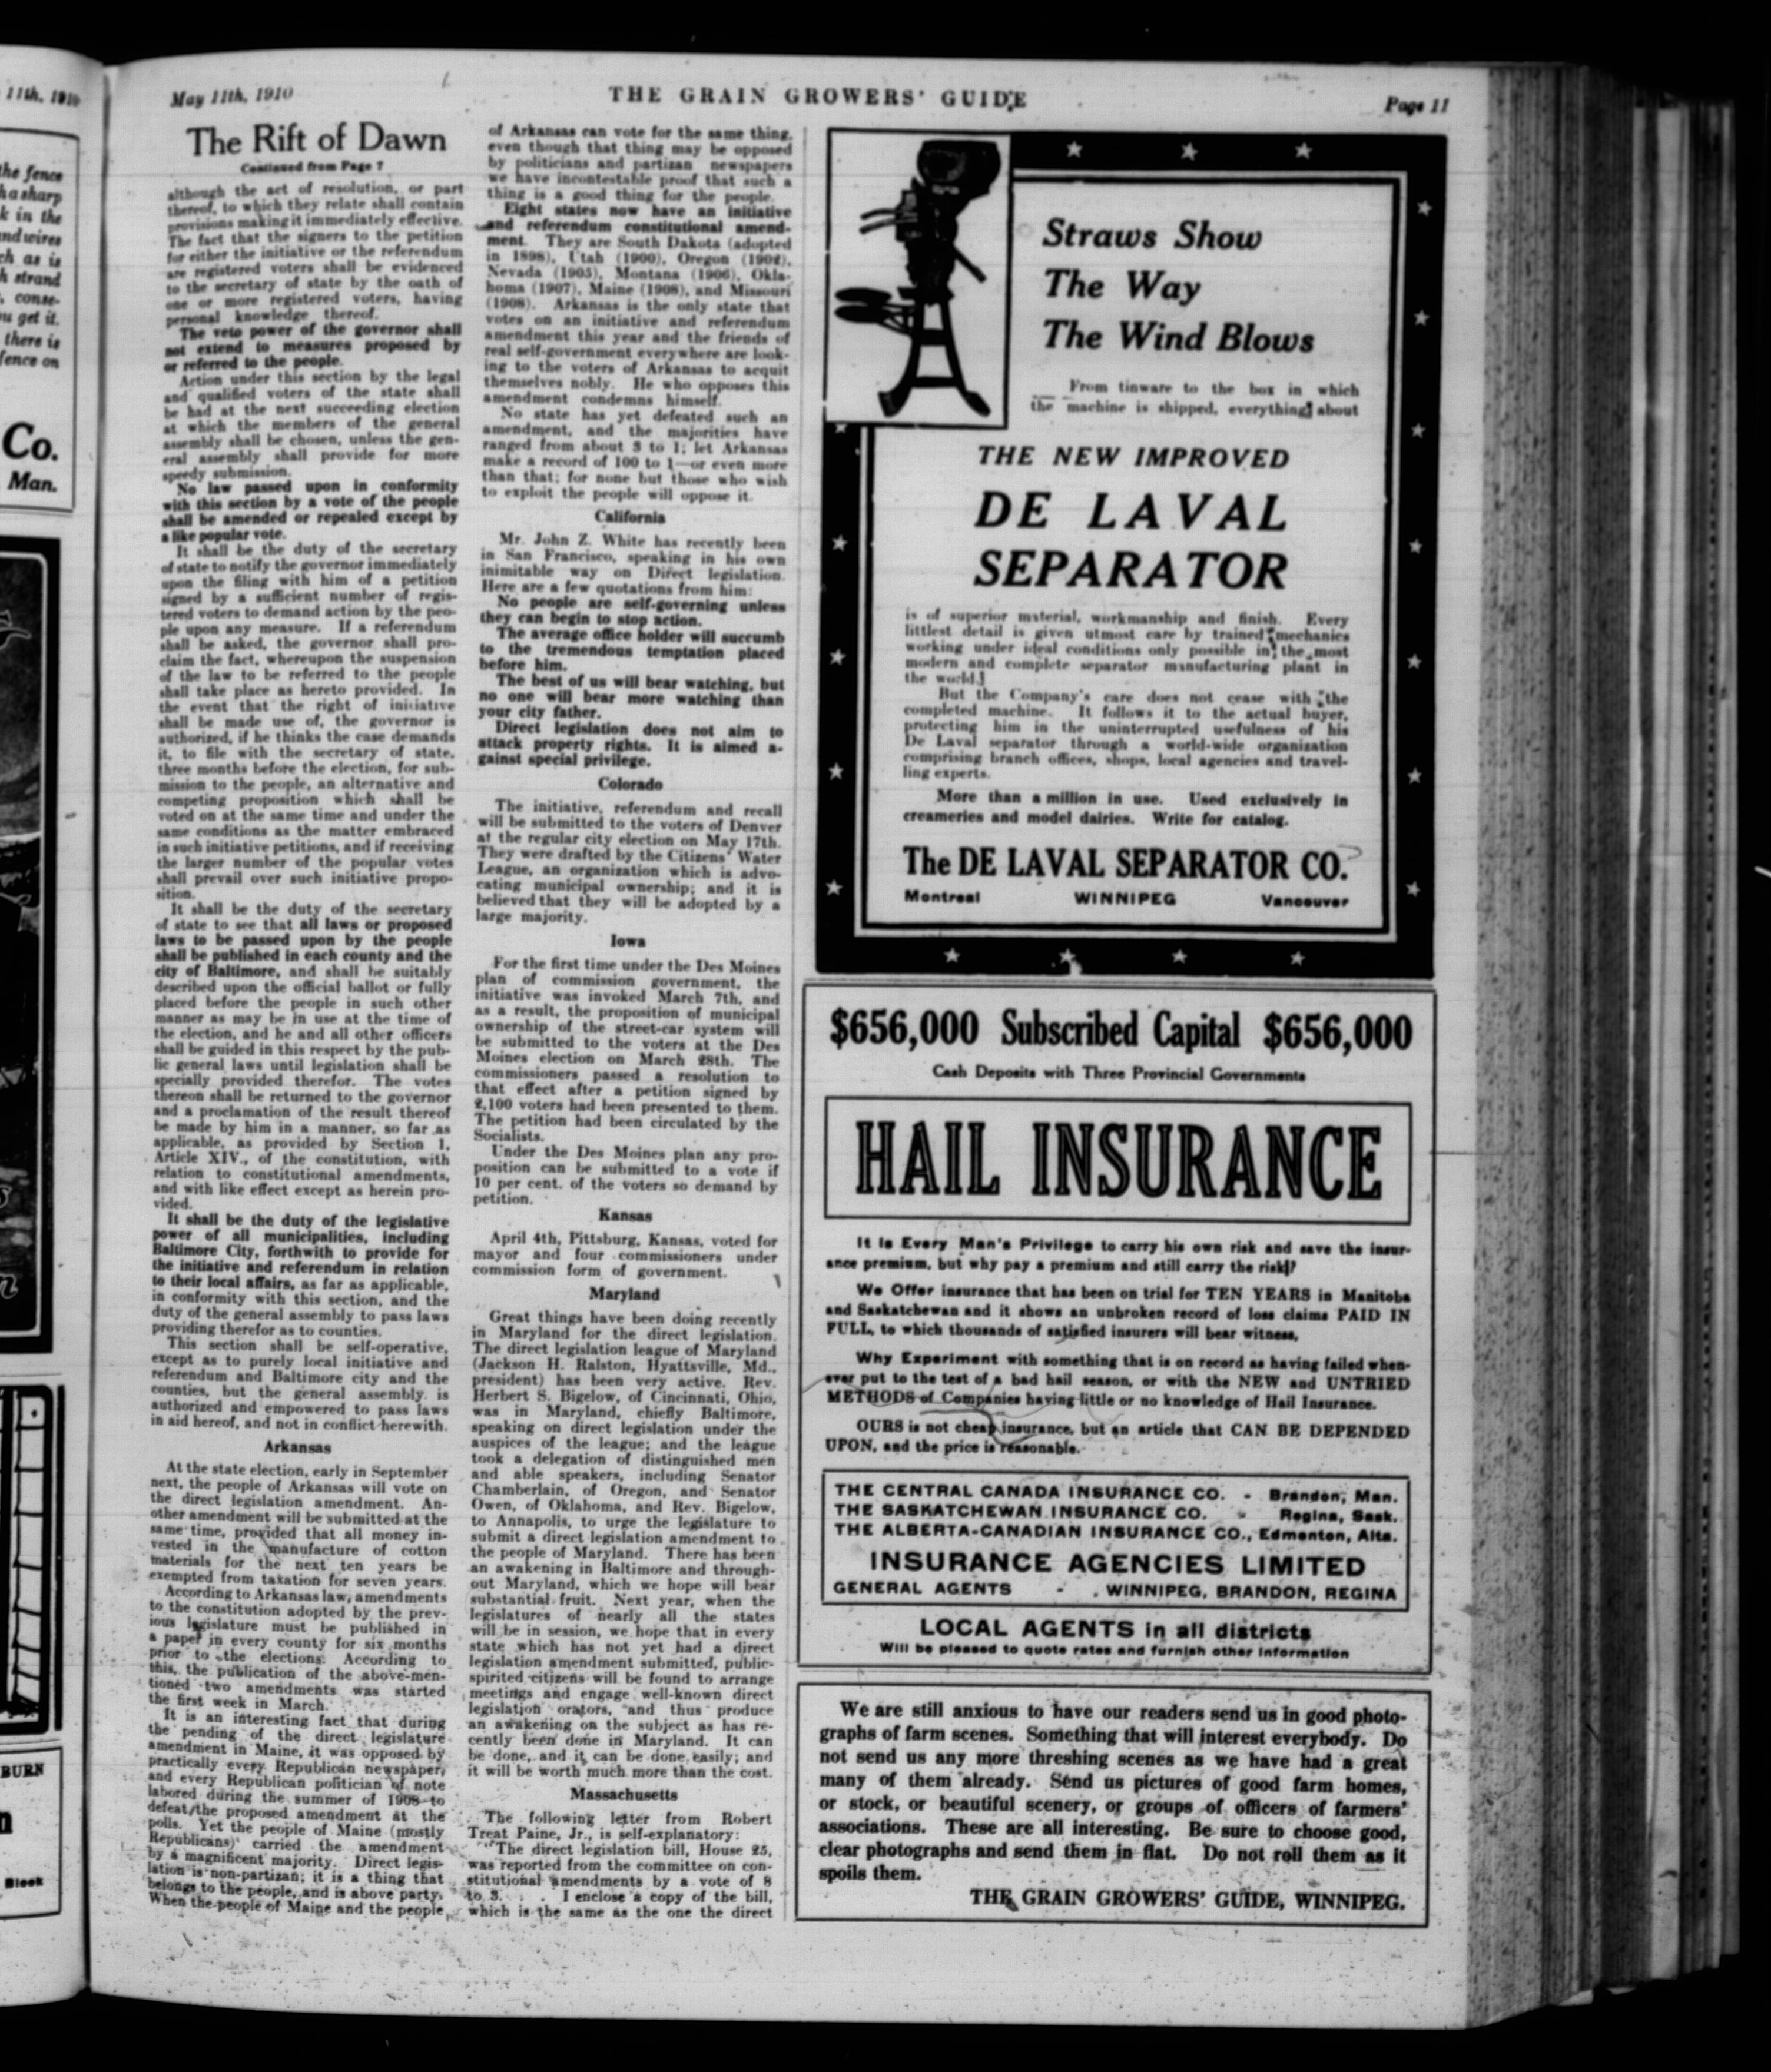 11th, 1910
the fence
h a sharp
k in the
nd wires
ch as is
h strand
, conse-
ou get it.
there is
fence on
Co.
Man.
BURN
Block
May 11th, 1910
THE GRAIN GROWERS' GUIDE
Page 11
The Rift of Dawn
Continued from Page 7
although the act of resolution, or part
thereof, to which they relate shall contain
provisions making it immediately effective.
The fact that the signers to the petition
for either the initiative or the referendum
are registered voters shall be evidenced
to the secretary of state by the oath of
one or more registered voters, having
personal knowledge thereof.
The veto power of the governor shall
not extend to measures proposed by
or referred to the people.
Action under this section by the legal
and qualified voters of the state shall
be had at the next succeeding election
at which the members of the general
assembly shall be chosen, unless the gen-
eral assembly shall provide for more
speedy submission.
No law passed upon in conformity
with this section by a vote of the people
shall be amended or repealed except by
a like popular vote.
It shall be the duty of the secretary
of state to notify the governor immediately
upon the filing with him of a petition
signed by a sufficient number of regis-
tered voters to demand action by the peo-
ple upon any measure. If a referendum
shall be asked, the governor shall pro-
claim the fact, whereupon the suspension
of the law to be referred to the people
shall take place as hereto provided. In
the event that the right of initiative
shall be made use of, the governor is
authorized, if he thinks the case demands
it, to file with the secretary of state,
three months before the election, for sub-
mission to the people, an alternative and
competing proposition which shall be
voted on at the same time and under the
same conditions as the matter embraced
in such initiative petitions, and if receiving
the larger number of the popular votes
shall prevail over such initiative propo-
sition.
It shall be the duty of the secretary
of state to see that all laws or proposed
laws to be passed upon by the people
shall be published in each county and the
city of Baltimore, and shall be suitably
described upon the official ballot or fully
placed before the people in such other
manner as may be in use at the time of
the election, and he and all other officers
shall be guided in this respect by the pub-
lic general laws until legislation shall be
specially provided therefor. The votes
thereon shall be returned to the governor
and a proclamation of the result thereof
be made by him in a manner, so far as
applicable, as provided by Section 1,
Article XIV., of the constitution, with
relation to constitutional amendments,
and with like effect except as herein pro-
vided.
It shall be the duty of the legislative
power of all municipalities, including
Baltimore City, forthwith to provide for
the initiative and referendum in relation
to their local affairs, as far as applicable,
in conformity with this section, and the
duty of the general assembly to pass laws
providing therefor as to counties.
This section shall be self-operative,
except as to purely local initiative and
referendum and Baltimore city and the
counties, but the general assembly is
authorized and empowered to pass laws
in aid hereof, and not in conflict herewith.
Arkansas
At the state election, early in September
next, the people of Arkansas will vote on
the direct legislation amendment. An-
other amendment will be submitted at the
same time, provided that all money in-
vested in the manufacture of cotton
materials for the next ten years be
exempted from taxation for seven years.
According to Arkansas law, amendments
to the constitution adopted by the prev-
ious legislature must be published in
a paper in every county for six months
prior to the elections. According to
this, the publication of the above-men-
tioned two amendments was started
the first week in March.
It is an interesting fact that during
the pending of the direct legislature
amendment in Maine, it was opposed by
practically every Republican newspaper,
and every Republican politician of note
labored during the summer of 1908 to
defeat the proposed amendment at the
polls. Yet the people of Maine (mostly
Republicans) carried the amendment
by a magnificent majority. Direct legis-
lation is non-partizan; it is a thing that
belongs to the people, and is above party.
When the people of Maine and the people
of Arkansas can vote for the same thing,
even though that thing may be opposed
by politicians and partizan newspapers
we have incontestable proof that such a
thing is a good thing for the people.
Eight states now have an initiative
and referendum constitutional amend-
ment. They are South Dakota (adopted
in 1898), Utah (1900), Oregon (1902),
Nevada (1905), Montana (1906), Okla-
homa (1907), Maine (1908), and Missouri
(1908). Arkansas is the only state that
votes on an initiative and referendum
amendment this year and the friends of
real self-government everywhere are look-
ing to the voters of Arkansas to acquit
themselves nobly. He who opposes this
amendment condemns himself.
No state has yet defeated such an
amendment, and the majorities have
ranged from about 3 to 1; let Arkansas
make a record of 100 to 1—or even more
than that; for none but those who wish
to exploit the people will oppose it.
California
Mr. John Z. White has recently been
in San Francisco, speaking in his own
inimitable way on Direct legislation.
Here are a few quotations from him:
No people are self-governing unless
they can begin to stop action.
The average office holder will succumb
to the tremendous temptation placed
before him.
The best of us will bear watching, but
no one will bear more watching than
your city father.
Direct legislation does not aim to
attack property rights. It is aimed a-
gainst special privilege.
Colorado
The initiative, referendum and recall
will be submitted to the voters of Denver
at the regular city election on May 17th.
They were drafted by the Citizens' Water
League, an organization which is advo-
cating municipal ownership; and it is
believed that they will be adopted by a
large majority.
Iowa
For the first time under the Des Moines
plan of commission government, the
initiative was invoked March 7th, and
as a result, the proposition of municipal
ownership of the street-car system will
be submitted to the voters at the Des
Moines election on March 28th. The
commissioners passed a resolution to
that effect after a petition signed by
2,100 voters had been presented to them.
The petition had been circulated by the
Socialists.
Under the Des Moines plan any pro-
position can be submitted to a vote if
10 per cent. of the voters so demand by
petition.
Kansas
April 4th, Pittsburg, Kansas, voted for
mayor and four commissioners under
commission form of government.
Maryland
Great things have been doing recently
in Maryland for the direct legislation.
The direct legislation league of Maryland
(Jackson H. Ralston, Hyattsville, Md.,
president) has been very active. Rev.
Herbert S. Bigelow, of Cincinnati, Ohio,
was in Maryland, chiefly Baltimore,
speaking on direct legislation under the
auspices of the league; and the league
took a delegation of distinguished men
and able speakers, including Senator
Chamberlain, of Oregon, and Senator
Owen, of Oklahoma, and Rev. Bigelow,
to Annapolis, to urge the legislature to
submit a direct legislation amendment to
the people of Maryland. There has been
an awakening in Baltimore and through-
out Maryland, which we hope will bear
substantial fruit. Next year, when the
legislatures of nearly all the states
will be in session, we hope that in every
state which has not yet had a direct
legislation amendment submitted, public-
spirited citizens will be found to arrange
meetings and engage well-known direct
legislation orators, and thus produce
an awakening on the subject as has re-
cently been done in Maryland. It can
be done, and it can be done easily; and
it will be worth much more than the cost.
Massachusetts
The following letter from Robert
Treat Paine, Jr., is self-explanatory:
"The direct legislation bill, House 25,
was reported from the committee on con-
stitutional amendments by a vote of 8
to 3. . . . I enclose a copy of the bill,
which is the same as the one the direct
Straws Show
The Way
The Wind Blows
From tinware to the box in which
the machine is shipped, everything about
THE NEW IMPROVED
DE LAVAL
SEPARATOR
is of superior material, workmanship and finish. Every
littlest detail is given utmost care by trained mechanics
working under ideal conditions only possible in the most
modern and complete separator manufacturing plant in
the world.
But the Company's care does not cease with the
completed machine. It follows it to the actual buyer,
protecting him in the uninterrupted usefulness of his
De Laval separator through a world-wide organization
comprising branch offices, shops, local agencies and travel-
ling experts.
More than a million in use. Used exclusively in
creameries and model dairies. Write for catalog.
The DE LAVAL SEPARATOR CO.
Montreal WINNIPEG Vancouver
$656,000 Subscribed Capital $656,000
Cash Deposits with Three Provincial Governments
HAIL INSURANCE
It is Every Man's Privilege to carry his own risk and save the insur-
ance premium, but why pay a premium and still carry the risk?
We Offer insurance that has been on trial for TEN YEARS in Manitoba
and Saskatchewan and it shows an unbroken record of loss claims PAID IN
FULL, to which thousands of satisfied insurers will bear witness,
Why Experiment with something that is on record as having failed when-
ever put to the test of a bad hail season, or with the NEW and UNTRIED
METHODS of Companies having little or no knowledge of Hail Insurance.
OURS is not cheap insurance, but an article that CAN BE DEPENDED
UPON, and the price is reasonable.
THE CENTRAL CANADA INSURANCE CO. - Brandon, Man.
THE SASKATCHEWAN INSURANCE CO. - Regina, Sask.
THE ALBERTA-CANADIAN INSURANCE CO., Edmonton, Alta.
INSURANCE AGENCIES LIMITED
GENERAL AGENTS - . WINNIPEG, BRANDON, REGINA
LOCAL AGENTS in all districts
Will be pleased to quote rates and furnish other information
We are still anxious to have our readers send us in good photo-
graphs of farm scenes. Something that will interest everybody. Do
not send us any more threshing scenes as we have had a great
many of them already. Send us pictures of good farm homes,
or stock, or beautiful scenery, or groups of officers of farmers'
associations. These are all interesting. Be sure to choose good,
clear photographs and send them in flat. Do not roll them as it
spoils them.
THE GRAIN GROWERS' GUIDE, WINNIPEG.